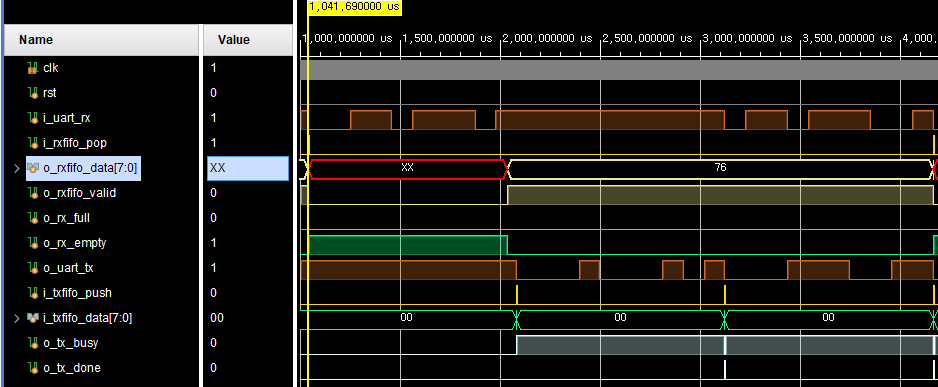 1,041.690000 us
Name Value
1,000.000000 us 1,500.000000 us 2,000.000000 us 2,500.000000 us 3,000.000000 us 3,500.000000 us 4,
clk 1
rst 0
i_uart_rx 1
i_rxfifo_pop 1
o_rxfifo_data[7:0] XX XX 76
o_rxfifo_valid 0
o_rx_full 0
o_rx_empty 1
o_uart_tx 1
i_txfifo_push 0
i_txfifo_data[7:0] 00 00 00 00
o_tx_busy 0
o_tx_done 0